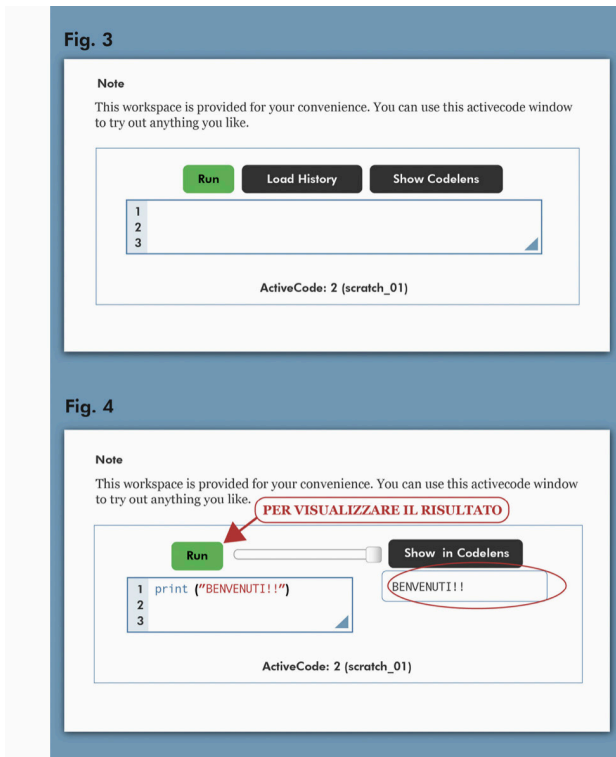 Fig. 3
Note
This workspace is provided for your convenience. You can use this activecode window
to try out anything you like.
Run
Load History
Show Codelens
1
2
3
ActiveCode: 2 (scratch_01)
Fig. 4
Note
This workspace is provided for your convenience. You can use this activecode window
to try out anything you like.
PER VISUALIZZARE IL RISULTATO
Run
Show in Codelens
1 print ("BENVENUTI!!")
BENVENUTI!!
2
3
ActiveCode: 2 (scratch_01)